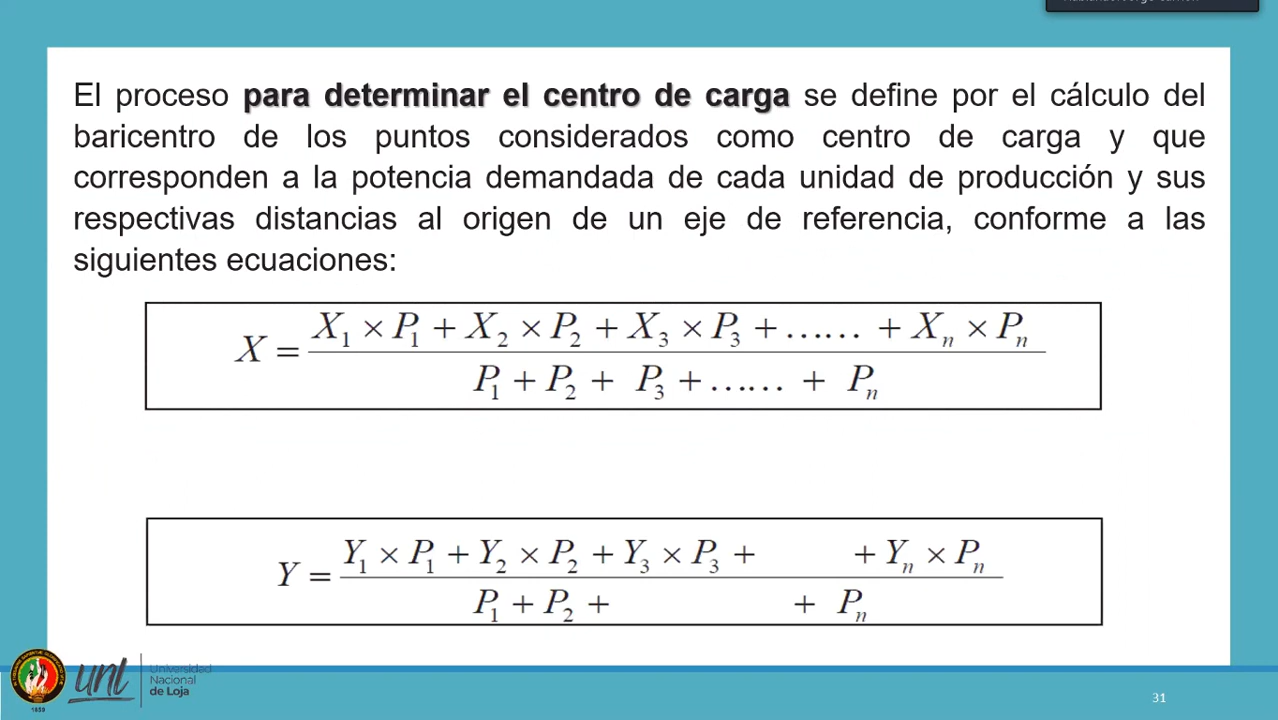 El proceso para determinar el centro de carga se define por el cálculo del
baricentro de los puntos considerados como centro de carga y que
corresponden a la potencia demandada de cada unidad de producción y sus
respectivas distancias al origen de un eje de referencia, conforme a las
siguientes ecuaciones:
X = (X₁ × P₁ + X₂ × P₂ + X₃ × P₃ + …… + Xₙ × Pₙ) / (P₁ + P₂ + P₃ + …… + Pₙ)
Y = (Y₁ × P₁ + Y₂ × P₂ + Y₃ × P₃ + + Yₙ × Pₙ) / (P₁ + P₂ + + Pₙ)
unl
Universidad
Nacional
de Loja
1859
31